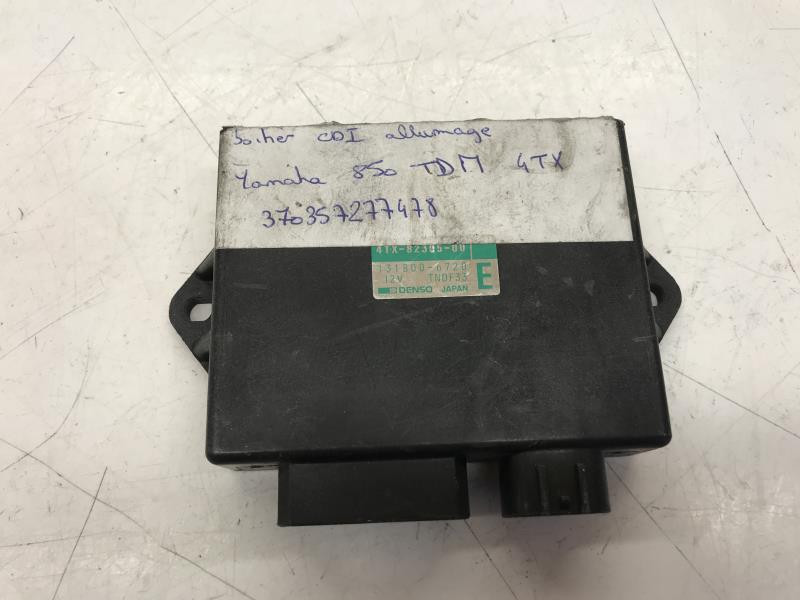 Boitier CDI allumage
Yamaha 850 TDM 4TX
370357277478
4TX-82305-00
131800-6720
12V TNDF33
E
DENSO JAPAN